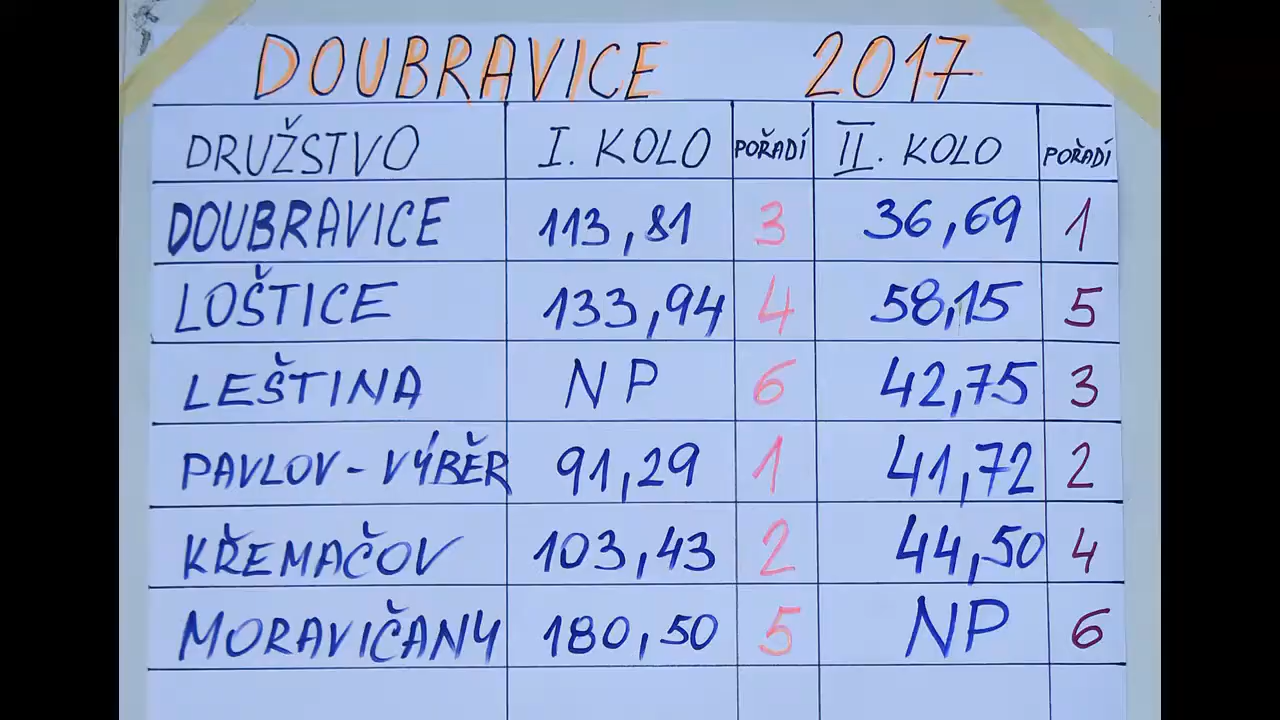 DOUBRAVICE 2017
DRUŽSTVO I. KOLO POŘADÍ II. KOLO POŘADÍ
DOUBRAVICE 113,81 3 36,69 1
LOŠTICE 133,94 4 58,15 5
LEŠTINA NP 6 42,75 3
PAVLOV - VÝBĚR 91,29 1 41,72 2
KŘEMAČOV 103,43 2 44,50 4
MORAVIČANY 180,50 5 NP 6